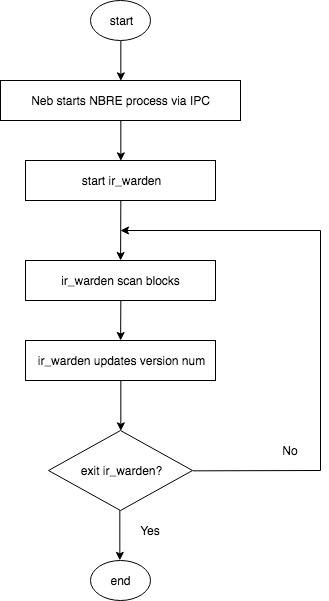 start
Neb starts NBRE process via IPC
start ir_warden
ir_warden scan blocks
ir_warden updates version num
exit ir_warden?
No
Yes
end